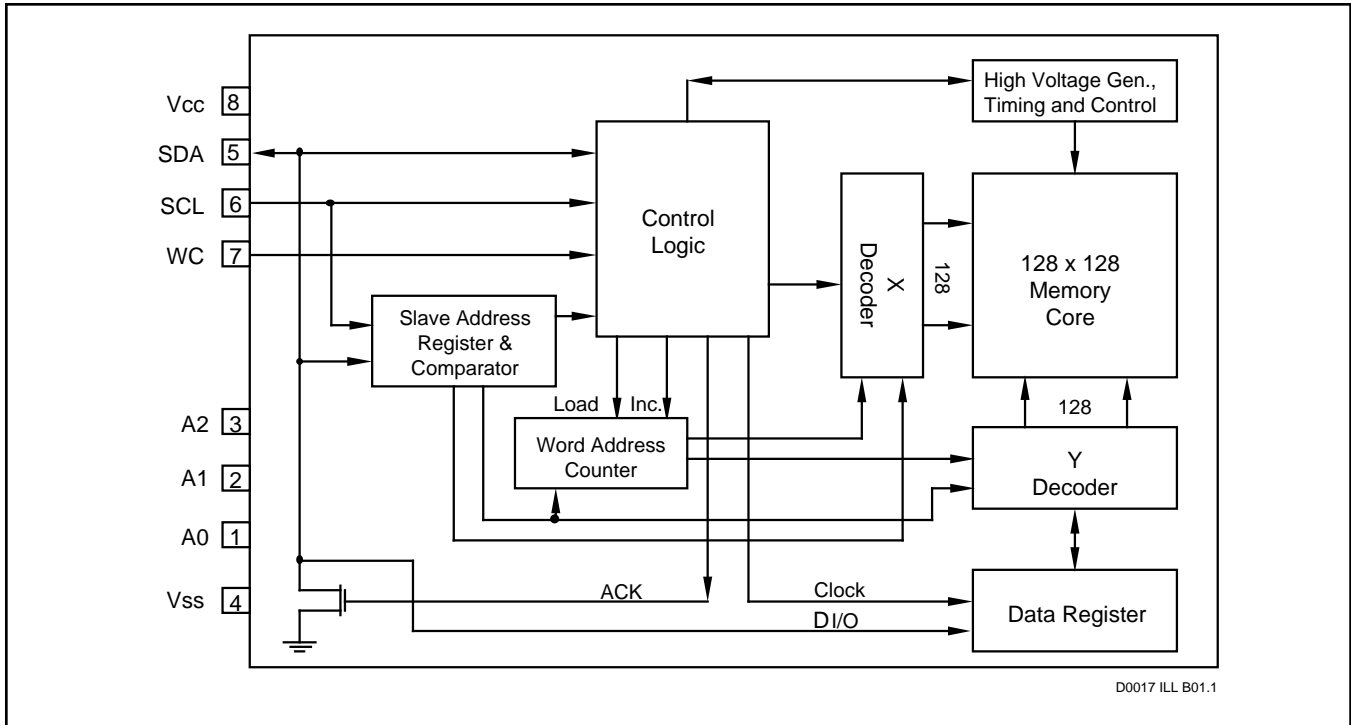 Vcc 8
SDA 5
SCL 6
WC 7
A2 3
A1 2
A0 1
Vss 4
High Voltage Gen.,
Timing and Control
Control
Logic
X
Decoder
128
128 x 128
Memory
Core
Slave Address
Register &
Comparator
Load Inc.
Word Address
Counter
128
Y
Decoder
ACK
Clock
DI/O
Data Register
D0017 ILL B01.1